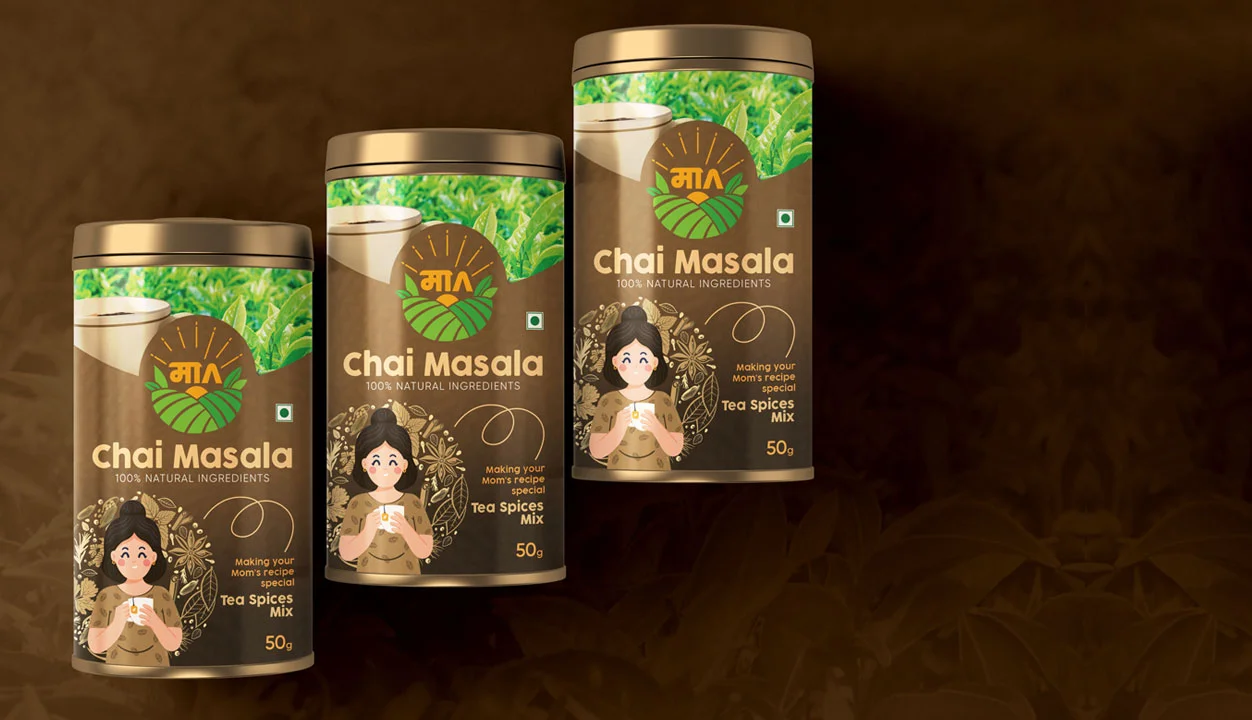 माΛ
Chai Masala
100% NATURAL INGREDIENTS
Making your
Mom's recipe
special
Tea Spices
Mix
50g
माΛ
Chai Masala
100% NATURAL INGREDIENTS
Making your
Mom's recipe
special
Tea Spices
Mix
50g
माΛ
Chai Masala
100% NATURAL INGREDIENTS
Making your
Mom's recipe
special
Tea Spices
Mix
50g